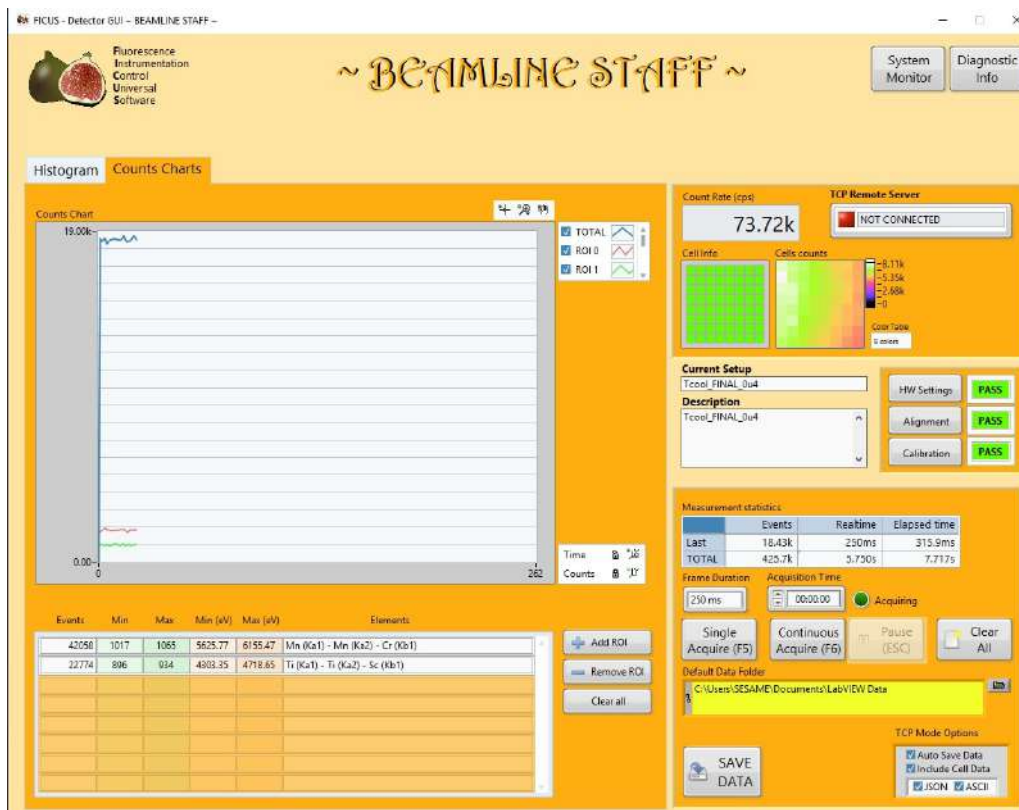 FICUS - Detector GUI ~ BEAMLINE STAFF ~
Fluorescence
Instrumentation
Control
Universal
Software
~ BEAMLINE STAFF ~
System Monitor
Diagnostic Info
Histogram
Counts Charts
Counts Chart
19.00k
0.00
0
262
TOTAL
ROI 0
ROI 1
Time
Counts
Count Rate (cps)
73.72k
TCP Remote Server
NOT CONNECTED
Cell Info
Cells counts
8.11k
5.35k
2.68k
0
Color Table
Current Setup
Tcool_FINAL_0u4
Description
Tcool_FINAL_0u4
HW Settings PASS
Alignment PASS
Calibration PASS
Measurement statistics
Events Realtime Elapsed time
Last 18.43k 250ms 315.9ms
TOTAL 425.7k 5.750s 7.717s
Frame Duration
250 ms
Acquisition Time
00:00:00
Acquiring
Single Acquire (F5)
Continuous Acquire (F6)
Pause (ESC)
Clear All
Default Data Folder
C:\Users\SESAME\Documents\LabVIEW Data
SAVE DATA
TCP Mode Options
Auto Save Data
Include Cell Data
JSON ASCII
Events Min Max Min (eV) Max (eV) Elements
42058 1017 1065 5625.77 6155.47 Mn (Ka1) - Mn (Ka2) - Cr (Kb1)
22774 896 934 4303.35 4718.65 Ti (Ka1) - Ti (Ka2) - Sc (Kb1)
Add ROI
Remove ROI
Clear all